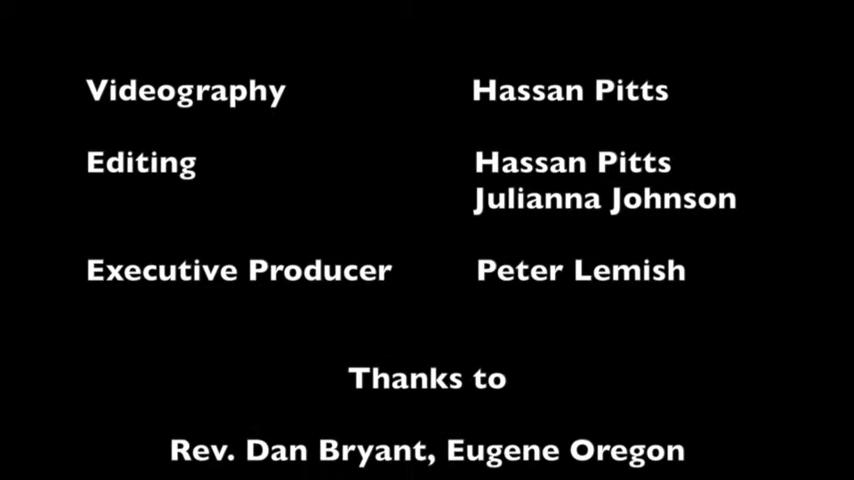 Videography Hassan Pitts
Editing Hassan Pitts
Julianna Johnson
Executive Producer Peter Lemish
Thanks to
Rev. Dan Bryant, Eugene Oregon